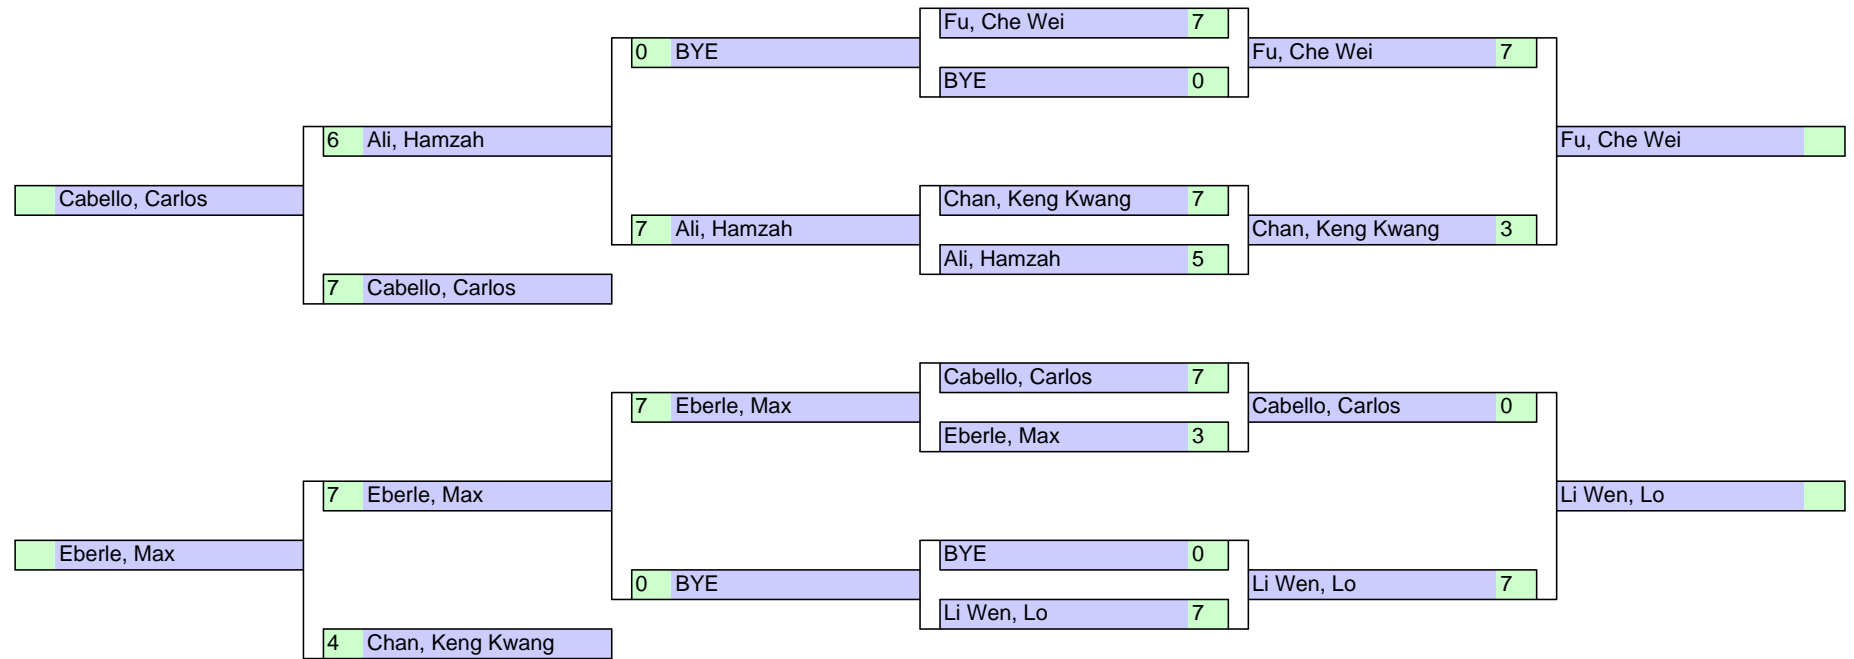 Fu, Che Wei 7
0 BYE Fu, Che Wei 7
BYE 0
6 Ali, Hamzah Fu, Che Wei
Cabello, Carlos Chan, Keng Kwang 7
7 Ali, Hamzah Chan, Keng Kwang 3
Ali, Hamzah 5
7 Cabello, Carlos
Cabello, Carlos 7
7 Eberle, Max Cabello, Carlos 0
Eberle, Max 3
7 Eberle, Max Li Wen, Lo
Eberle, Max BYE 0
0 BYE Li Wen, Lo 7
Li Wen, Lo 7
4 Chan, Keng Kwang